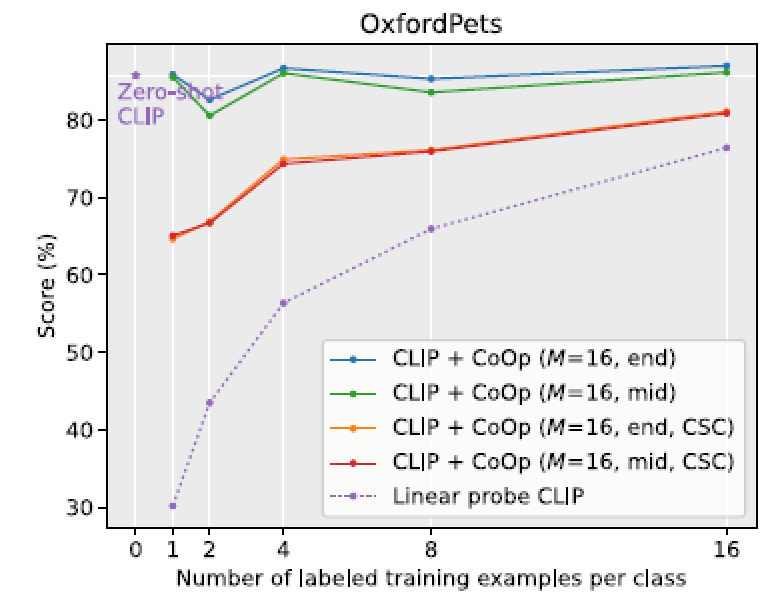 OxfordPets
Zero-shot
CLIP
80
70
60
50
40
30
Score (%)
CLIP + CoOp (M=16, end)
CLIP + CoOp (M=16, mid)
CLIP + CoOp (M=16, end, CSC)
CLIP + CoOp (M=16, mid, CSC)
Linear probe CLIP
0 1 2 4 8 16
Number of labeled training examples per class